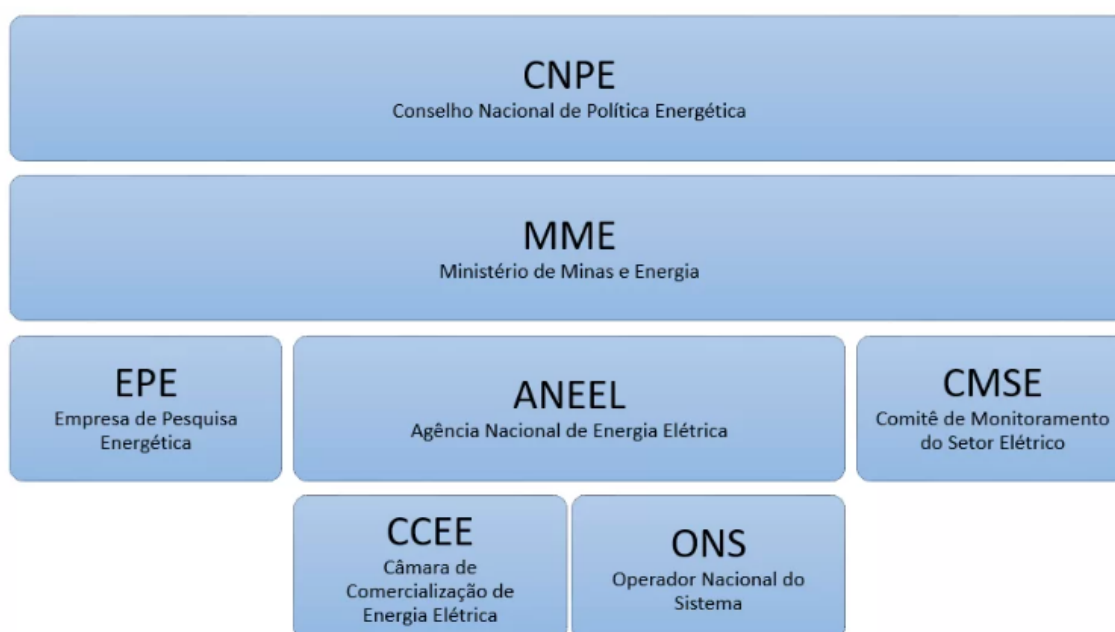 CNPE
Conselho Nacional de Política Energética
MME
Ministério de Minas e Energia
EPE
Empresa de Pesquisa
Energética
ANEEL
Agência Nacional de Energia Elétrica
CMSE
Comitê de Monitoramento
do Setor Elétrico
CCEE
Câmara de
Comercialização de
Energia Elétrica
ONS
Operador Nacional do
Sistema